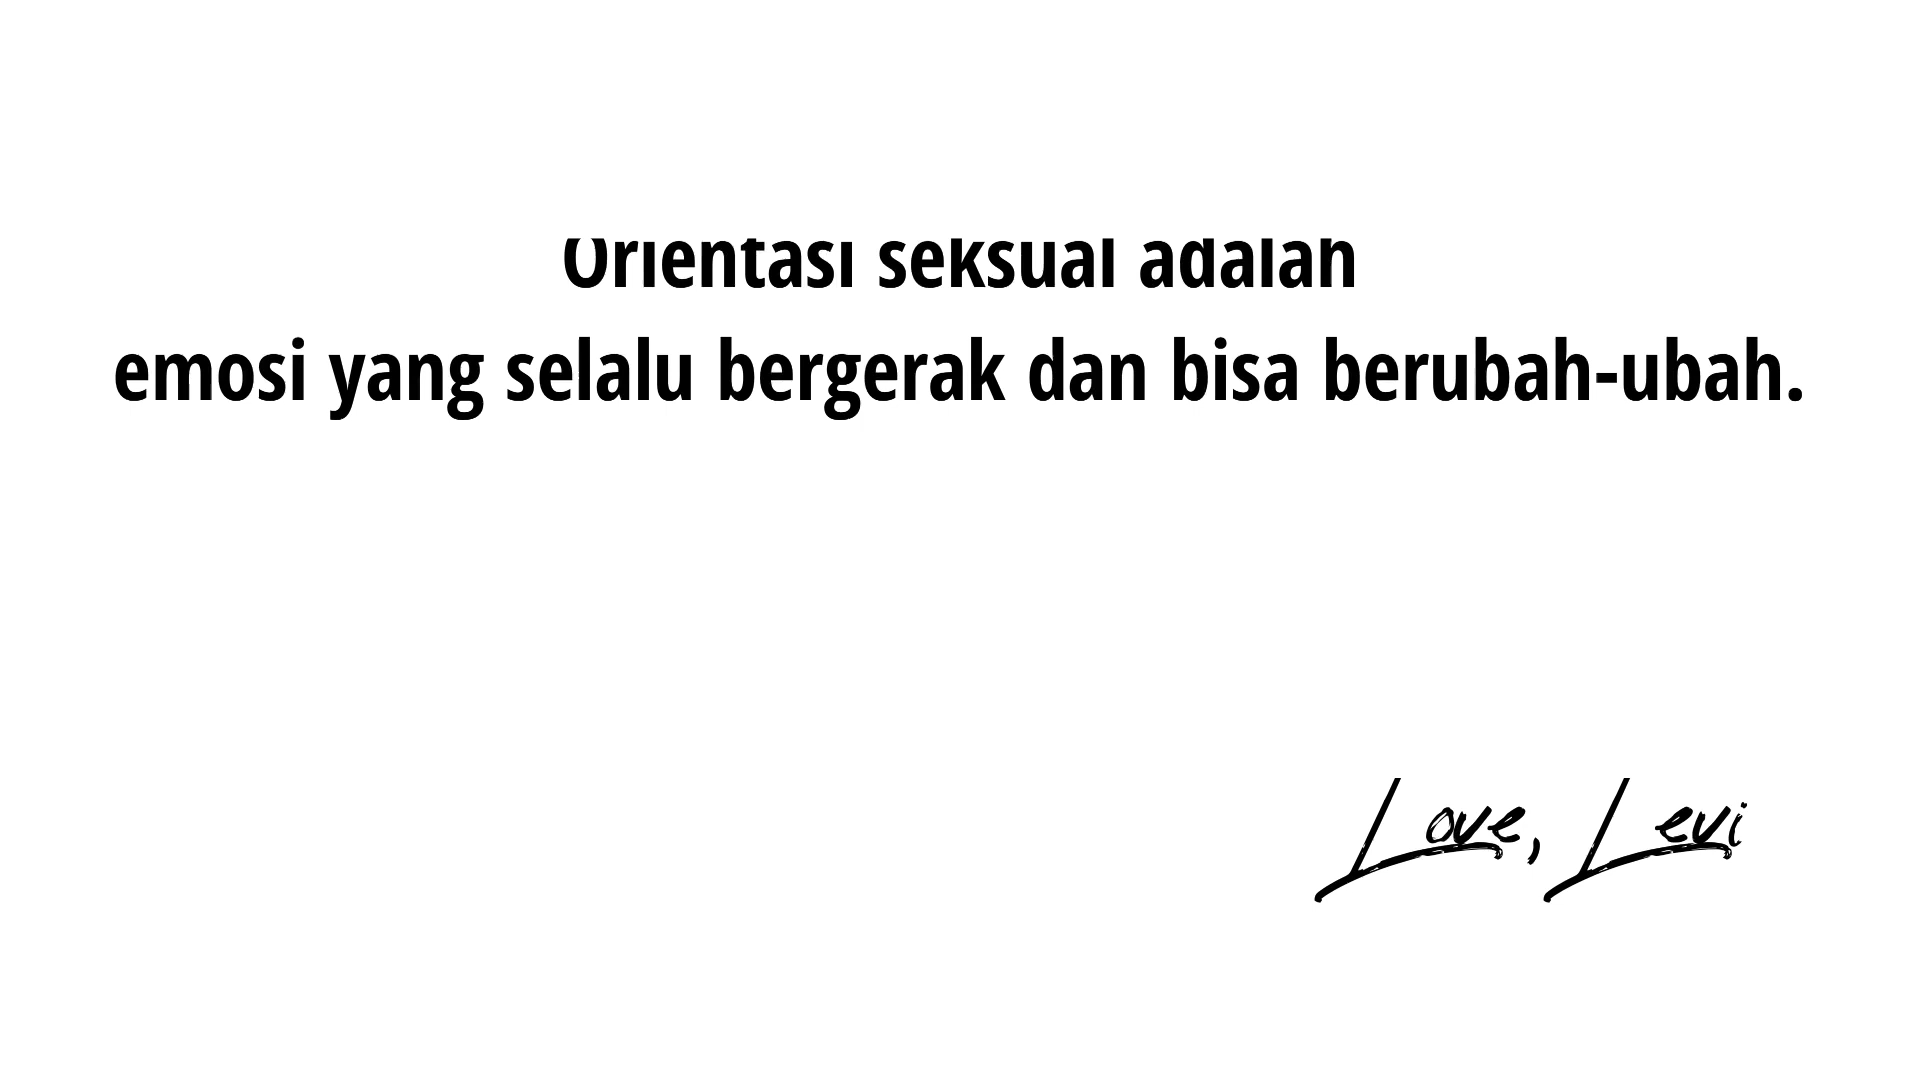 Orientasi seksual adalah
emosi yang selalu bergerak dan bisa berubah-ubah.
Love, Levi